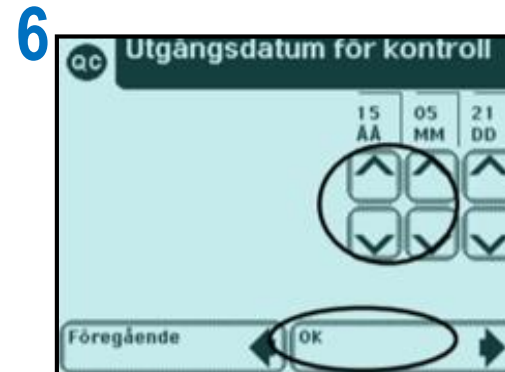 6
QC Utgångsdatum för kontroll
15 05 21
ÅÅ MM DD
Föregående OK